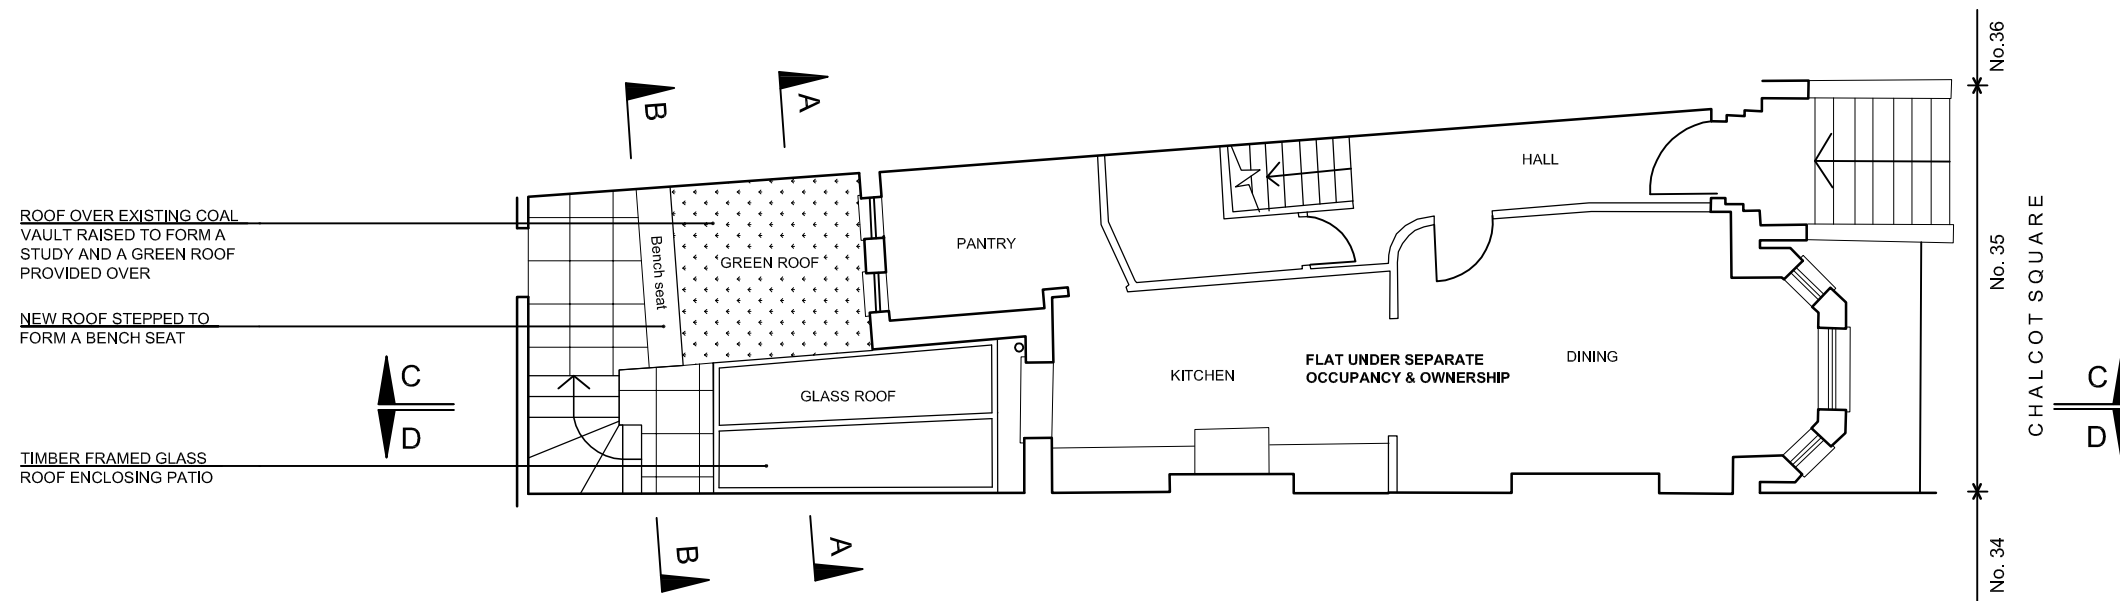 No.36
B
A
HALL
ROOF OVER EXISTING COAL
VAULT RAISED TO FORM A
STUDY AND A GREEN ROOF
PROVIDED OVER
PANTRY
GREEN ROOF
Bench seat
No. 35
CHALCOT SQUARE
NEW ROOF STEPPED TO
FORM A BENCH SEAT
FLAT UNDER SEPARATE
OCCUPANCY & OWNERSHIP
DINING
KITCHEN
GLASS ROOF
C
D
C
D
TIMBER FRAMED GLASS
ROOF ENCLOSING PATIO
B
A
No. 34